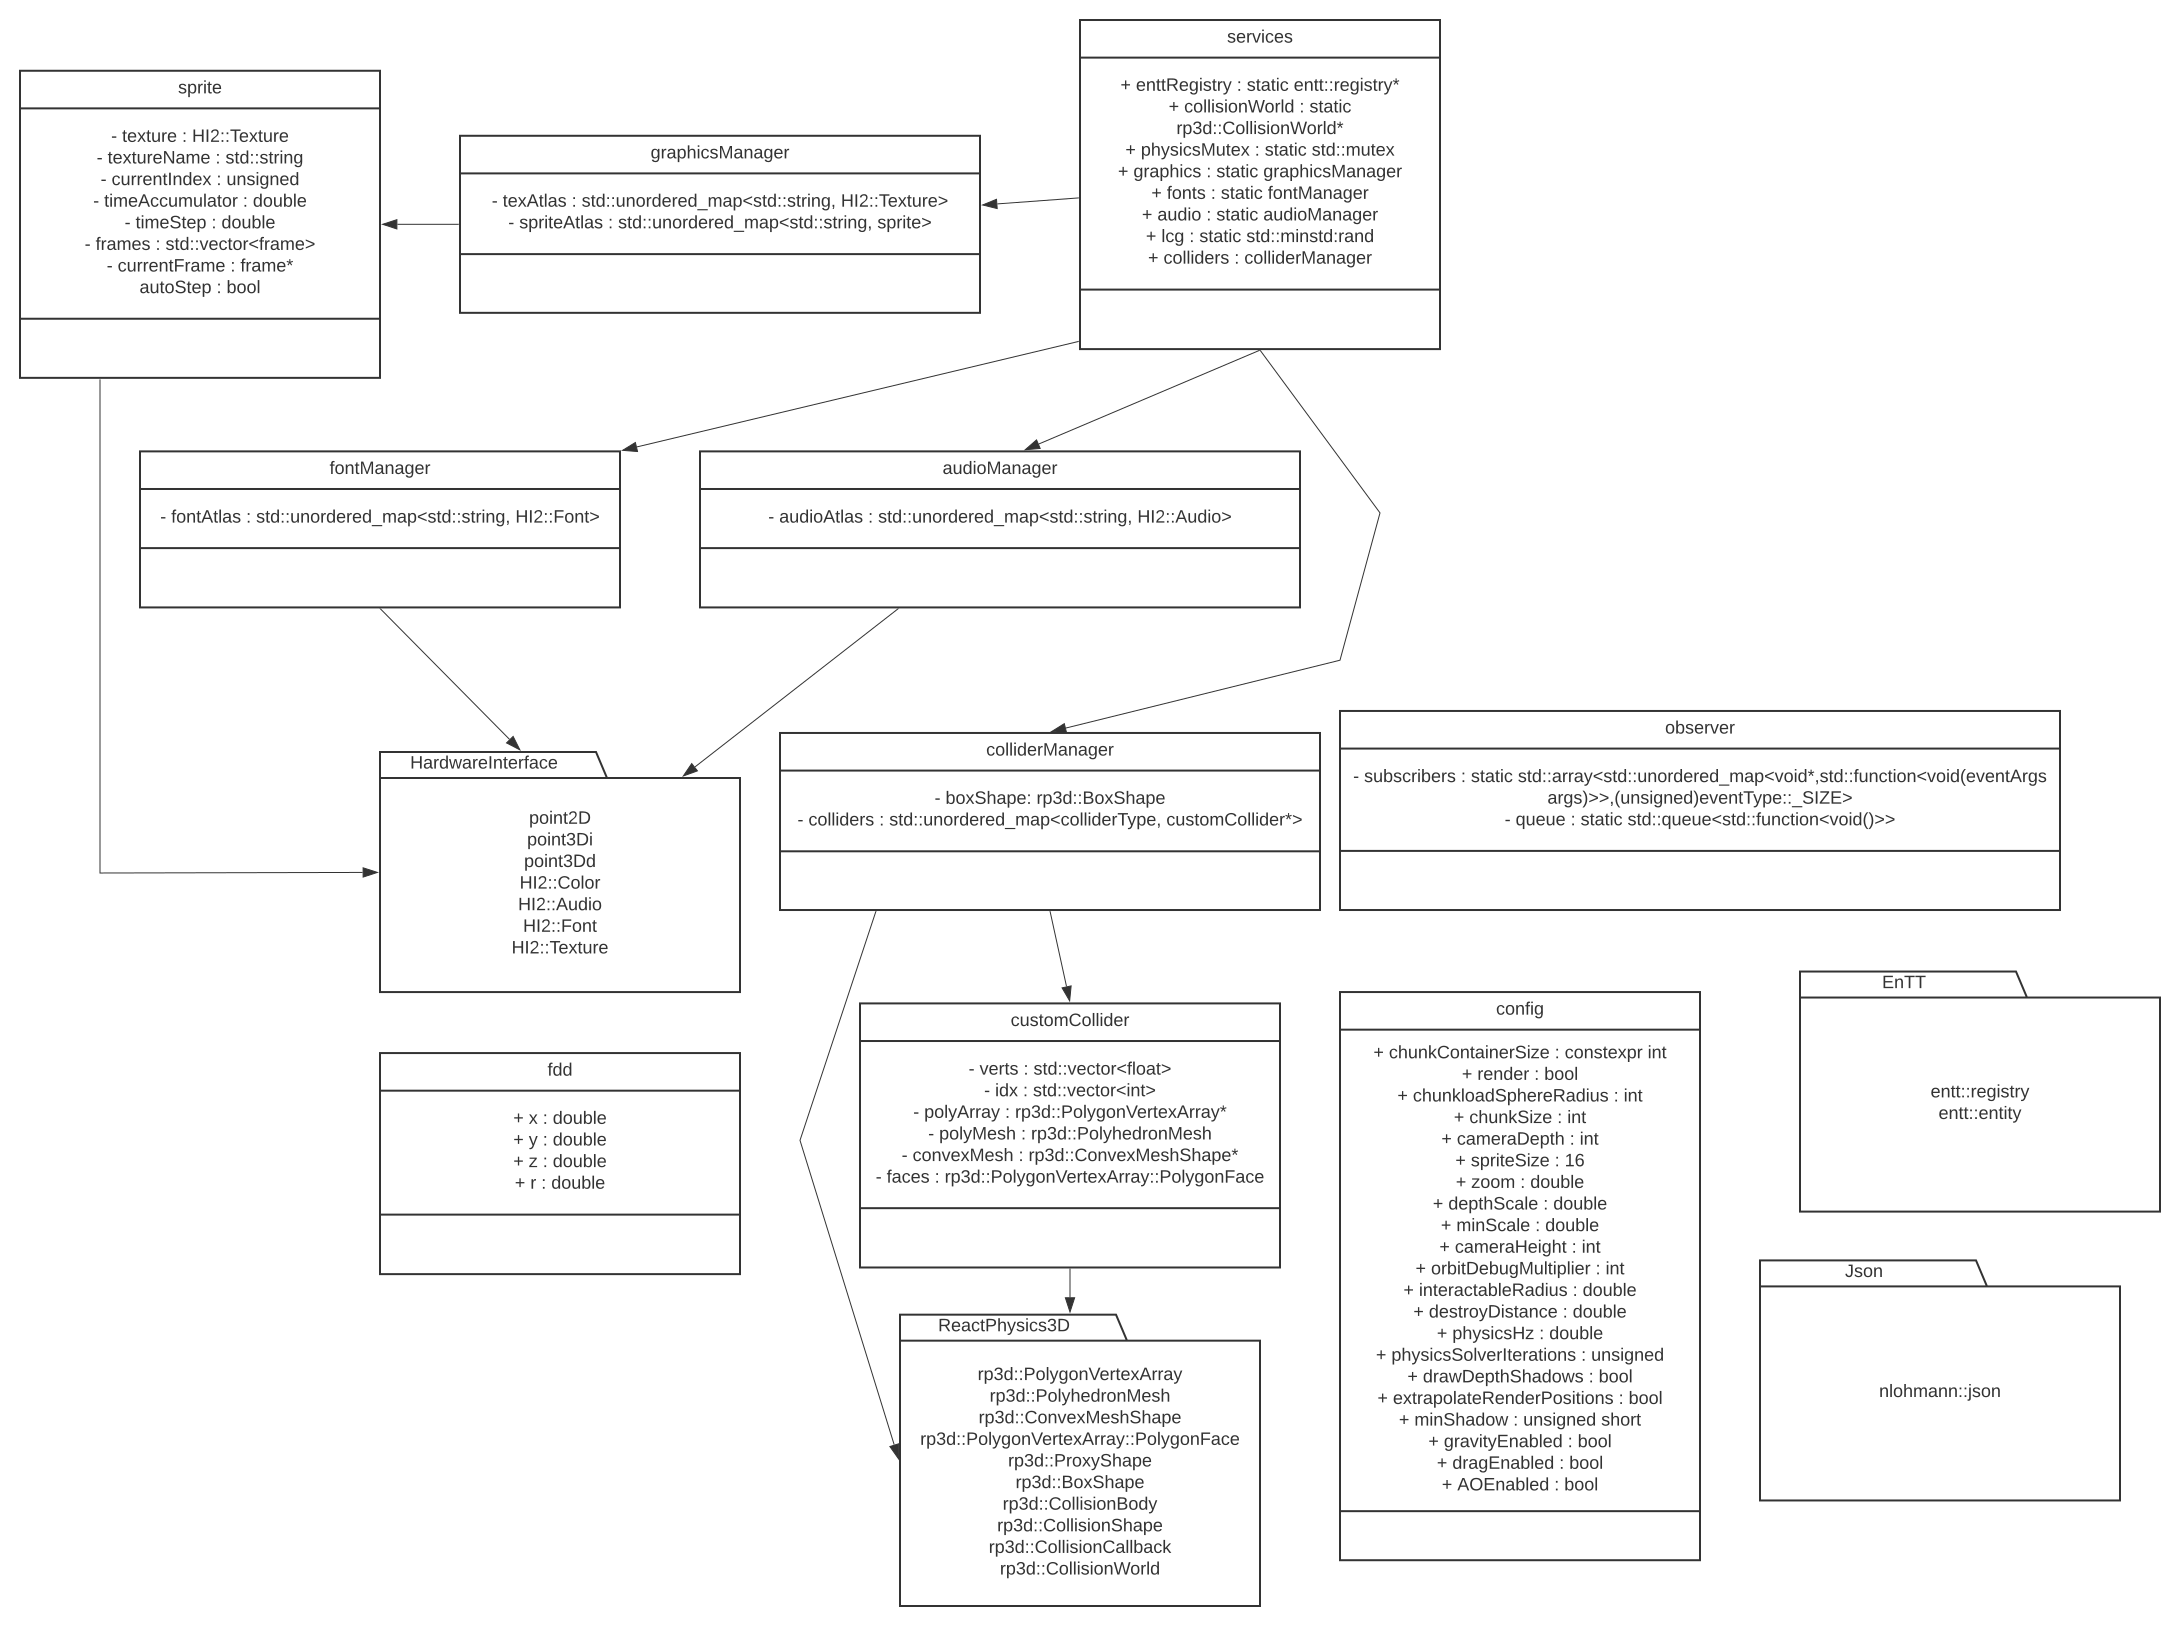 services
+ enttRegistry : static entt::registry*
+ collisionWorld : static
rp3d::CollisionWorld*
+ physicsMutex : static std::mutex
+ graphics : static graphicsManager
+ fonts : static fontManager
+ audio : static audioManager
+ lcg : static std::minstd:rand
+ colliders : colliderManager
sprite
- texture : HI2::Texture
- textureName : std::string
- currentIndex : unsigned
- timeAccumulator : double
- timeStep : double
- frames : std::vector<frame>
- currentFrame : frame*
autoStep : bool
graphicsManager
- texAtlas : std::unordered_map<std::string, HI2::Texture>
- spriteAtlas : std::unordered_map<std::string, sprite>
fontManager
- fontAtlas : std::unordered_map<std::string, HI2::Font>
audioManager
- audioAtlas : std::unordered_map<std::string, HI2::Audio>
HardwareInterface
point2D
point3Di
point3Dd
HI2::Color
HI2::Audio
HI2::Font
HI2::Texture
colliderManager
- boxShape: rp3d::BoxShape
- colliders : std::unordered_map<colliderType, customCollider*>
observer
- subscribers : static std::array<std::unordered_map<void*,std::function<void(eventArgs
args)>>,(unsigned)eventType::_SIZE>
- queue : static std::queue<std::function<void()>>
fdd
+ x : double
+ y : double
+ z : double
+ r : double
customCollider
- verts : std::vector<float>
- idx : std::vector<int>
- polyArray : rp3d::PolygonVertexArray*
- polyMesh : rp3d::PolyhedronMesh
- convexMesh : rp3d::ConvexMeshShape*
- faces : rp3d::PolygonVertexArray::PolygonFace
config
+ chunkContainerSize : constexpr int
+ render : bool
+ chunkloadSphereRadius : int
+ chunkSize : int
+ cameraDepth : int
+ spriteSize : 16
+ zoom : double
+ depthScale : double
+ minScale : double
+ cameraHeight : int
+ orbitDebugMultiplier : int
+ interactableRadius : double
+ destroyDistance : double
+ physicsHz : double
+ physicsSolverIterations : unsigned
+ drawDepthShadows : bool
+ extrapolateRenderPositions : bool
+ minShadow : unsigned short
+ gravityEnabled : bool
+ dragEnabled : bool
+ AOEnabled : bool
EnTT
entt::registry
entt::entity
Json
nlohmann::json
ReactPhysics3D
rp3d::PolygonVertexArray
rp3d::PolyhedronMesh
rp3d::ConvexMeshShape
rp3d::PolygonVertexArray::PolygonFace
rp3d::ProxyShape
rp3d::BoxShape
rp3d::CollisionBody
rp3d::CollisionShape
rp3d::CollisionCallback
rp3d::CollisionWorld